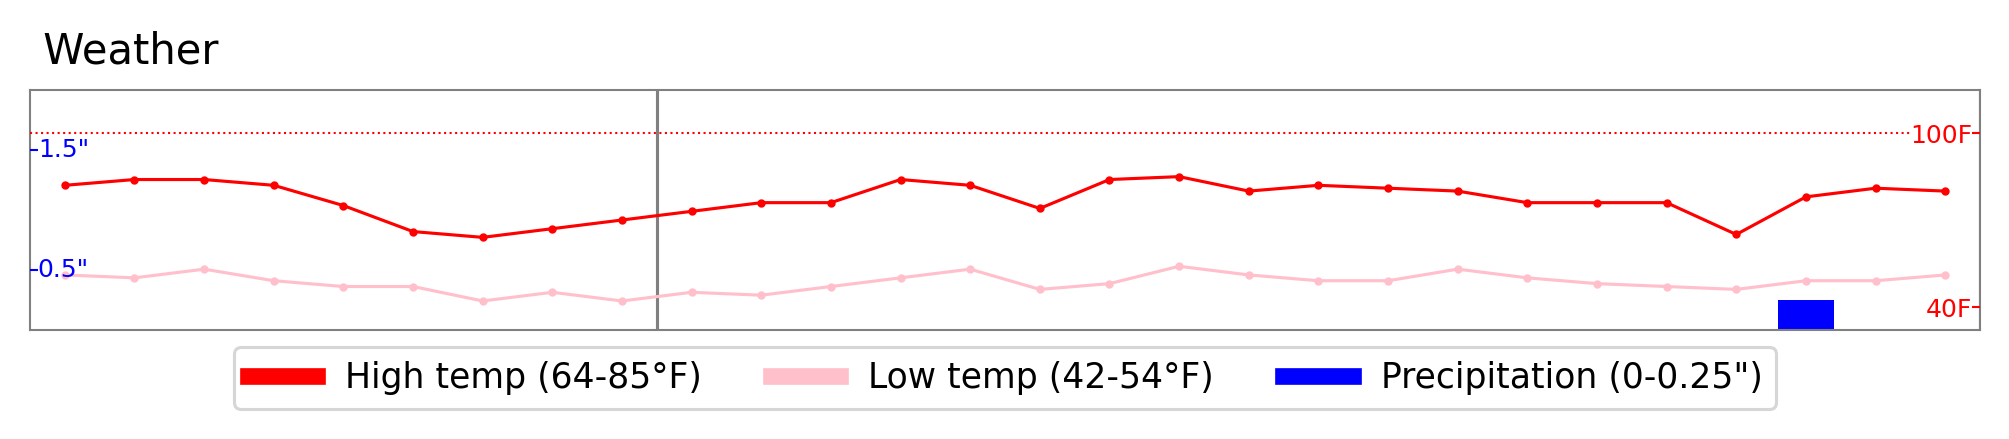 Weather
100F
1.5"
0.5"
40F
High temp (64-85°F) Low temp (42-54°F) Precipitation (0-0.25")